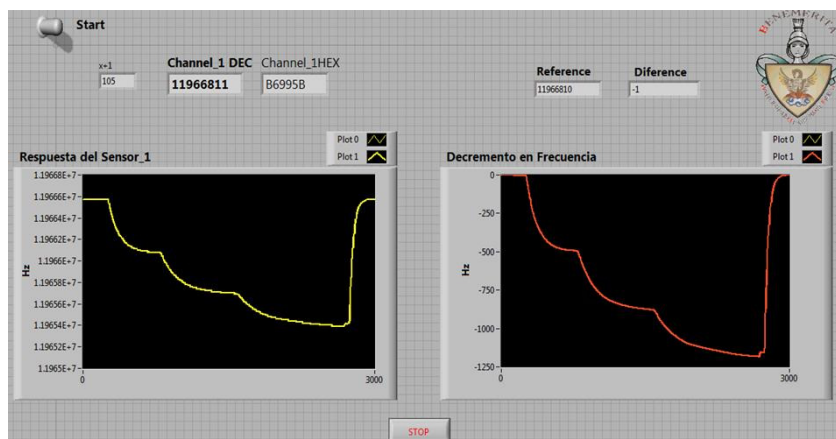 Start
x+1
105
Channel_1 DEC
11966811
Channel_1HEX
B6995B
Reference
11966810
Diference
-1
BENEMERITA
Respuesta del Sensor_1
Plot 0
Plot 1
Hz
1.19668E+7
1.19666E+7
1.19664E+7
1.19662E+7
1.1966E+7
1.19658E+7
1.19656E+7
1.19654E+7
1.19652E+7
1.1965E+7
0
3000
Decremento en Frecuencia
Plot 0
Plot 1
Hz
0
-250
-500
-750
-1000
-1250
0
3000
STOP